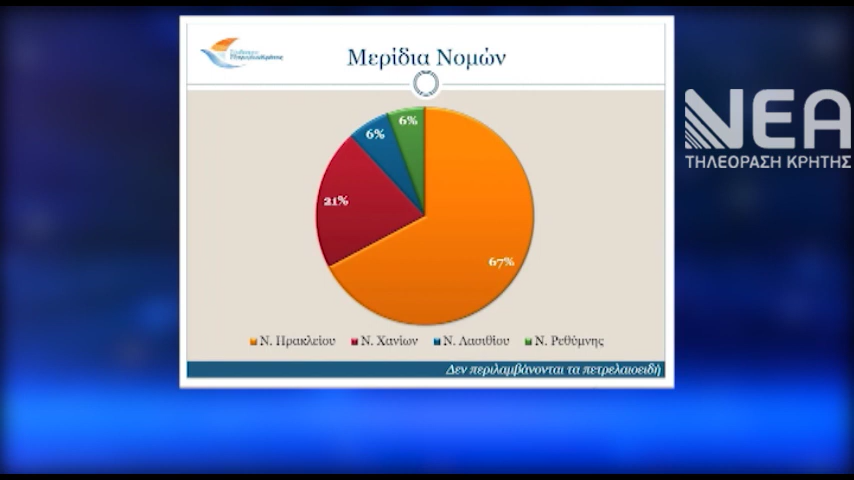 Μερίδια Νομών
ΝΕΑ
ΤΗΛΕΟΡΑΣΗ ΚΡΗΤΗΣ
6%
6%
21%
67%
Ν. Ηρακλείου Ν. Χανίων Ν. Λασιθίου Ν. Ρεθύμνης
Δεν περιλαμβάνονται τα πετρελαιοειδή